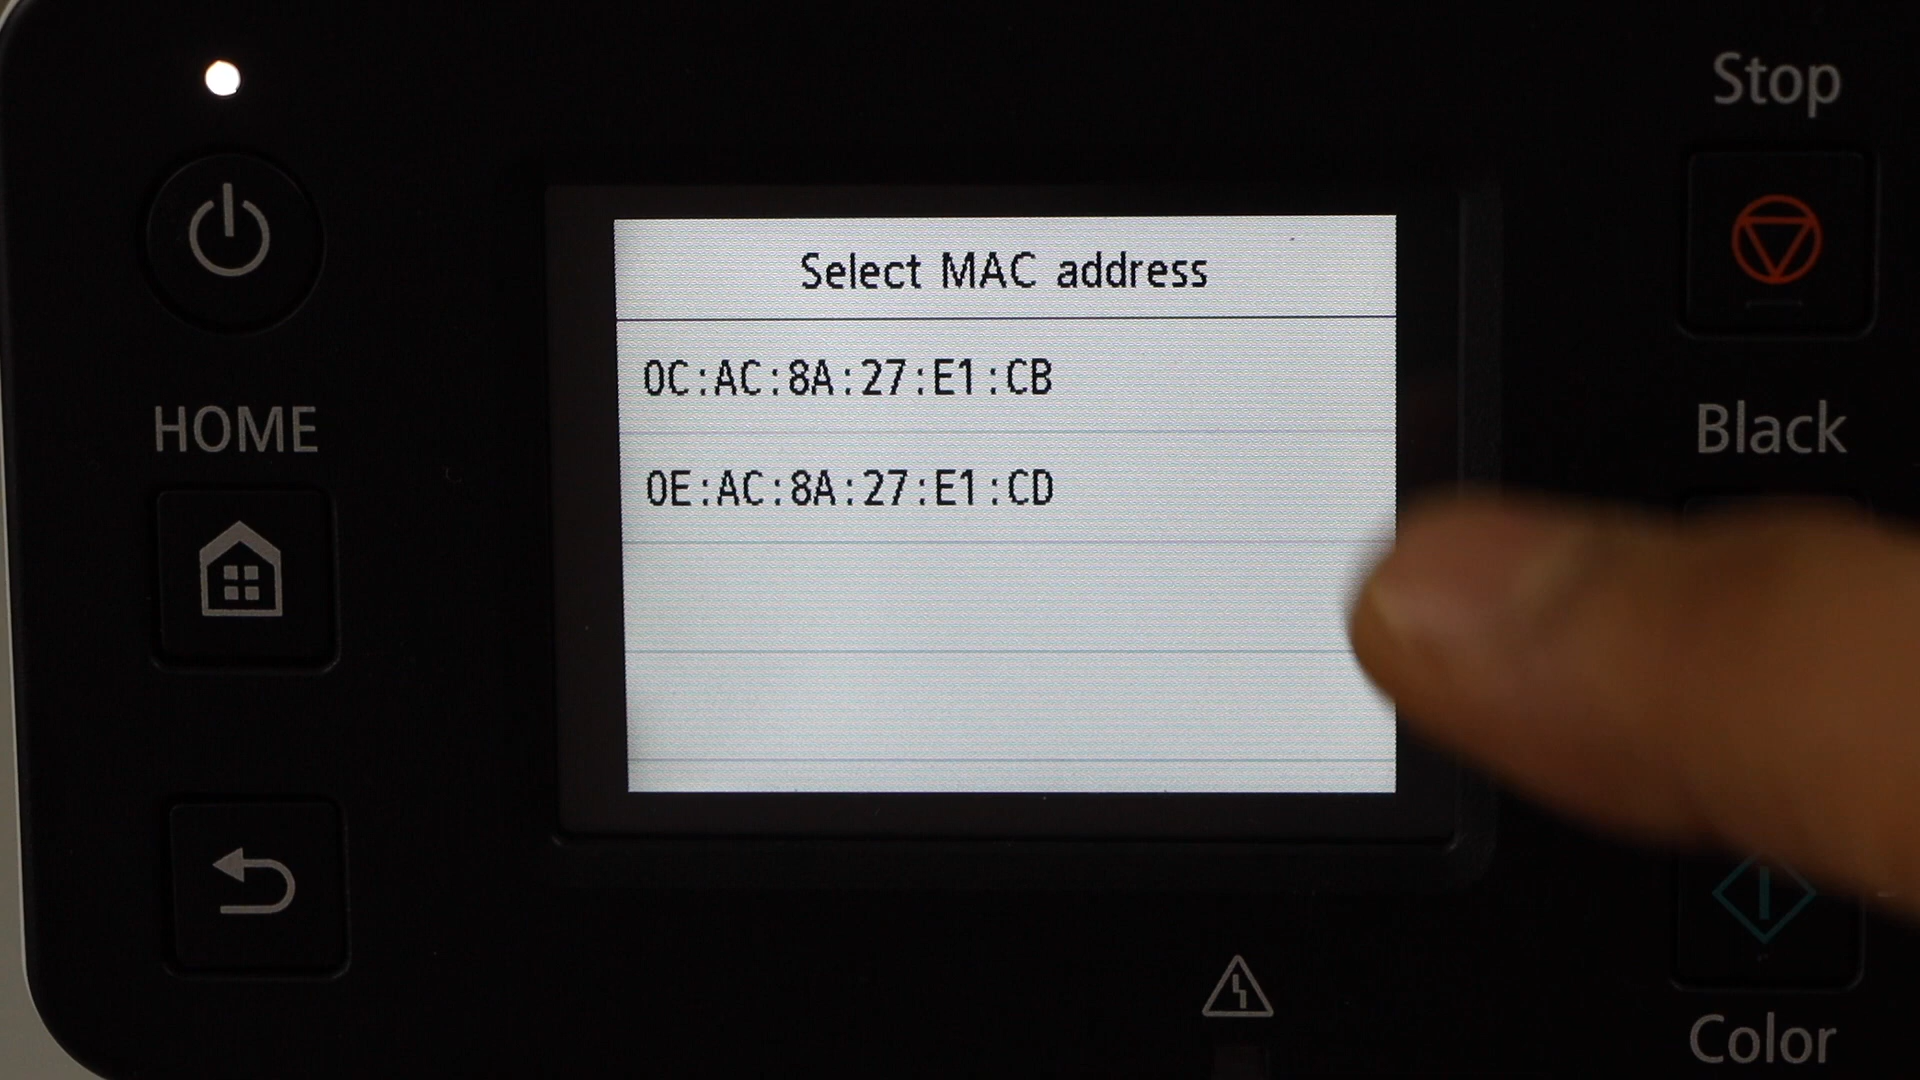 Stop
Select MAC address
0C:AC:8A:27:E1:CB
HOME
Black
0E:AC:8A:27:E1:CD
Color